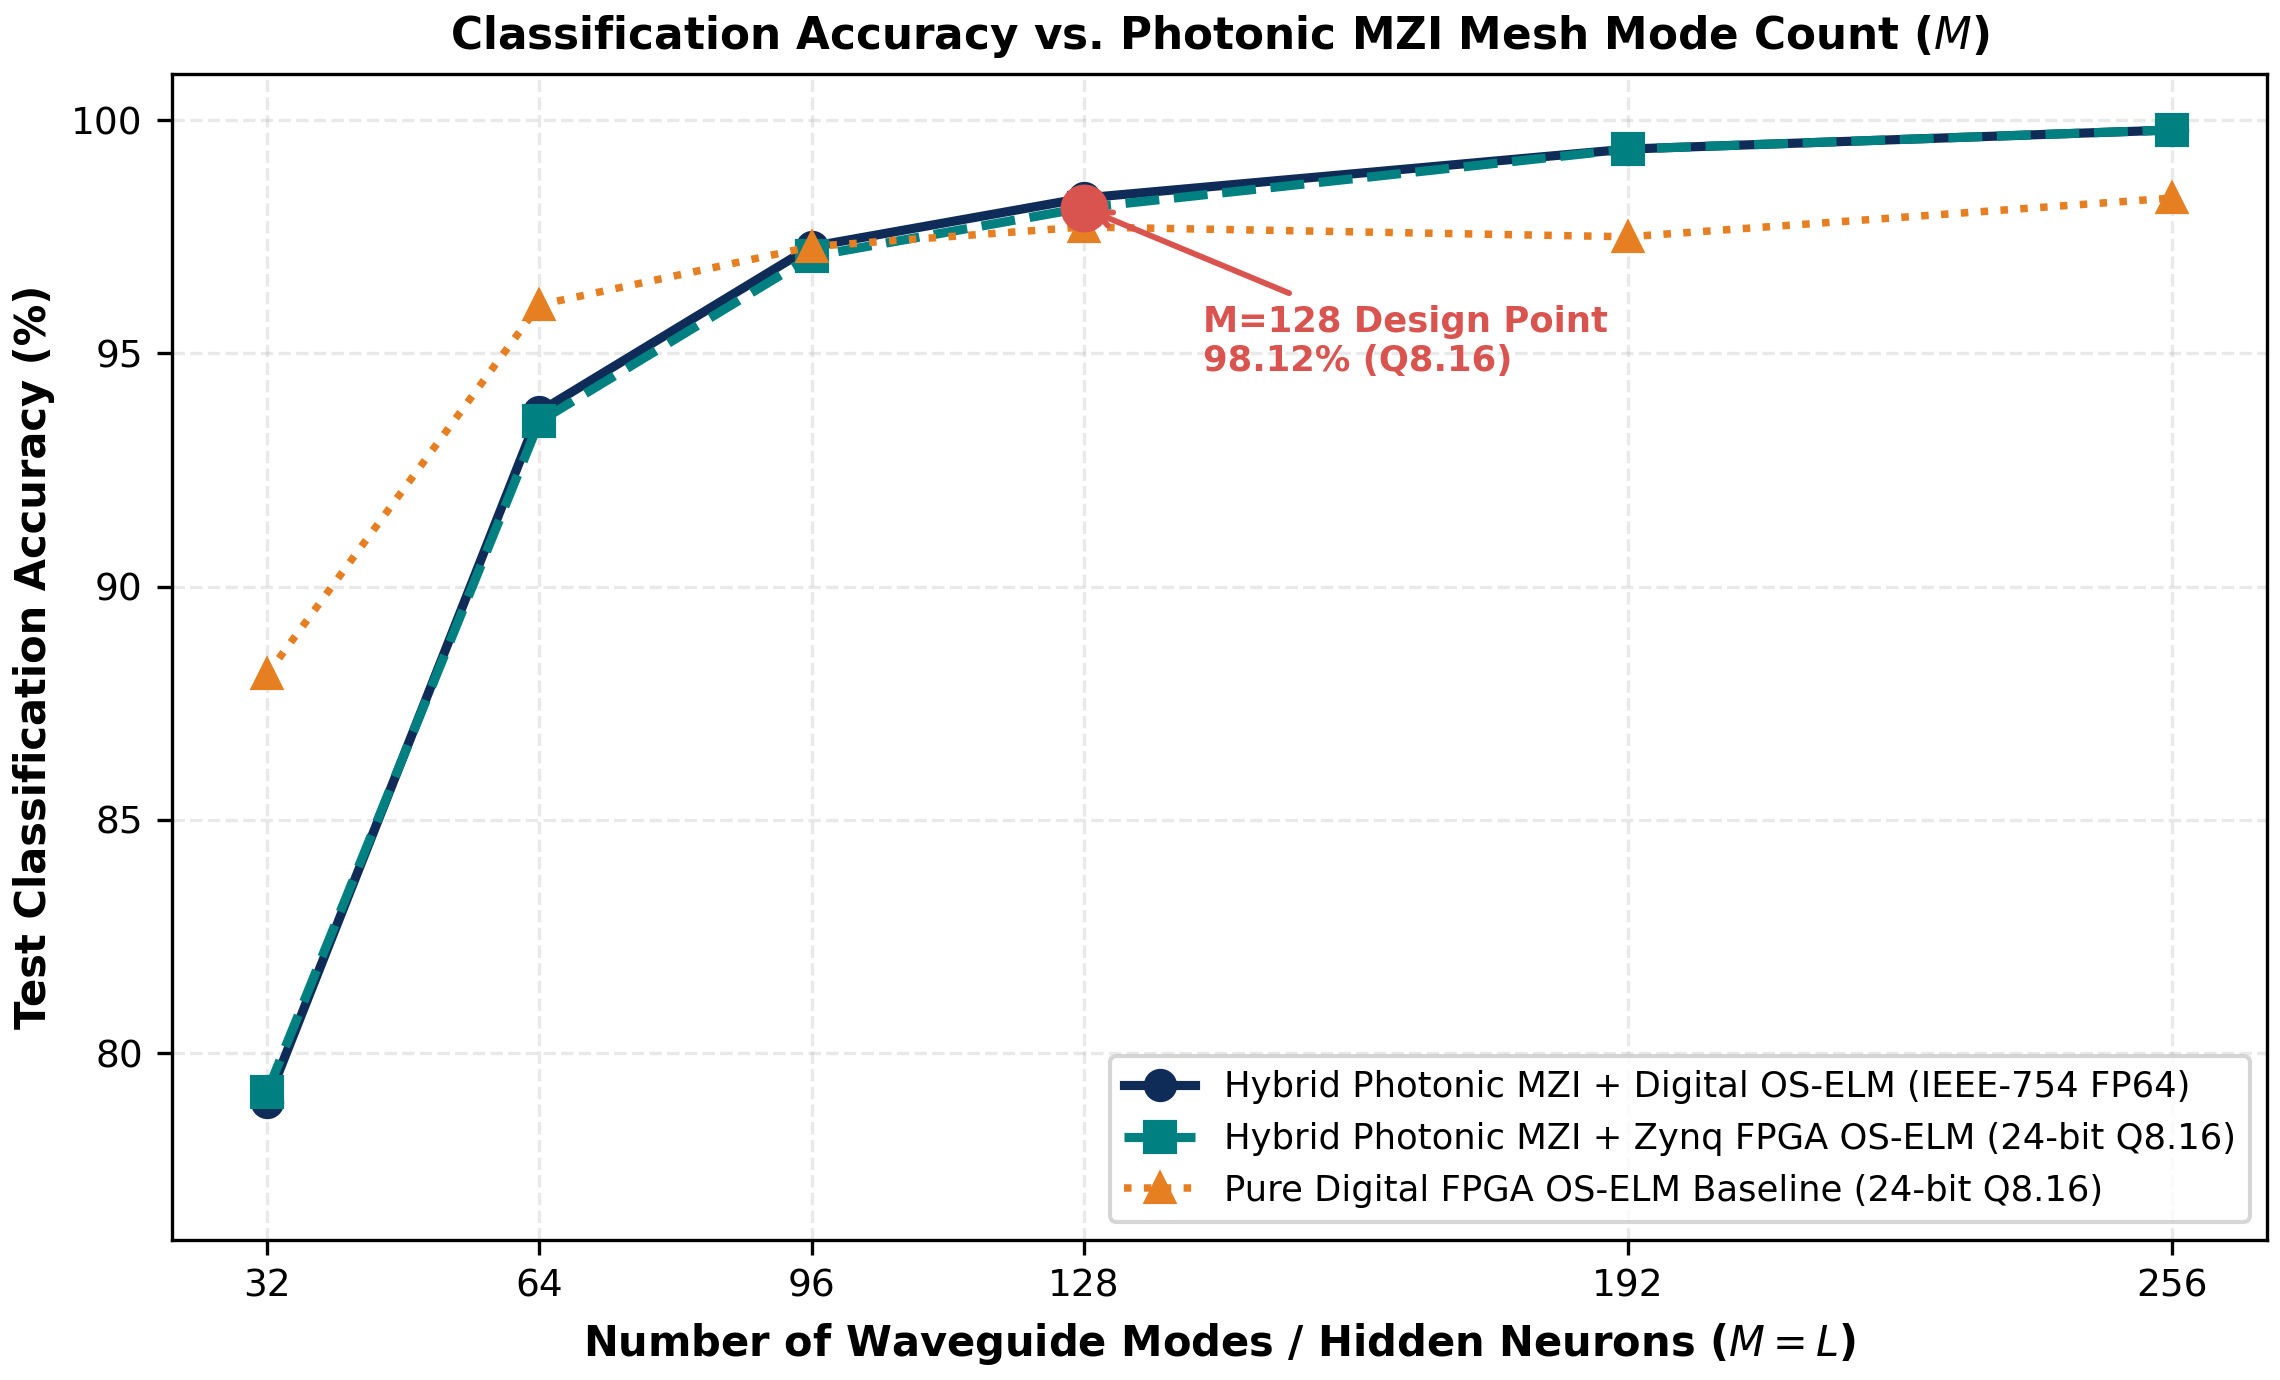 Classification Accuracy vs. Photonic MZI Mesh Mode Count (M)
Test Classification Accuracy (%)
100
95
90
85
80
M=128 Design Point
98.12% (Q8.16)
Hybrid Photonic MZI + Digital OS-ELM (IEEE-754 FP64)
Hybrid Photonic MZI + Zynq FPGA OS-ELM (24-bit Q8.16)
Pure Digital FPGA OS-ELM Baseline (24-bit Q8.16)
32 64 96 128 192 256
Number of Waveguide Modes / Hidden Neurons (M = L)